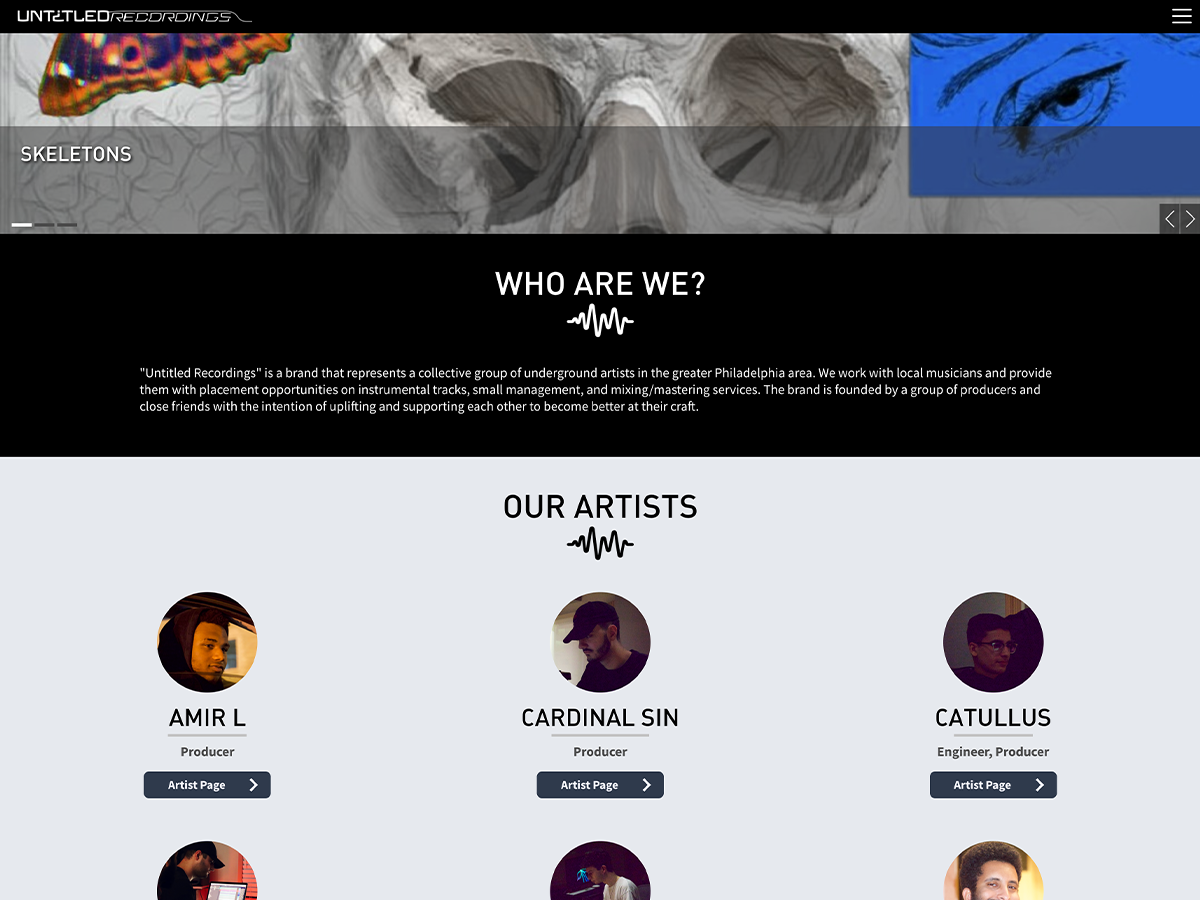 UNTITLEDRECORDINGS
SKELETONS
WHO ARE WE?
"Untitled Recordings" is a brand that represents a collective group of underground artists in the greater Philadelphia area. We work with local musicians and provide
them with placement opportunities on instrumental tracks, small management, and mixing/mastering services. The brand is founded by a group of producers and
close friends with the intention of uplifting and supporting each other to become better at their craft.
OUR ARTISTS
AMIR L
CARDINAL SIN
CATULLUS
Producer
Producer
Engineer, Producer
Artist Page
Artist Page
Artist Page